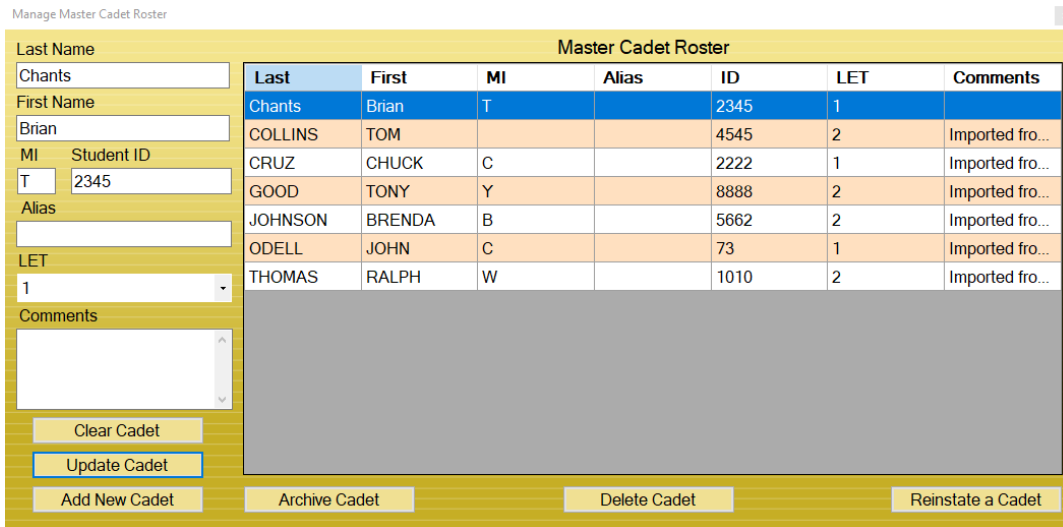 Manage Master Cadet Roster
Last Name
Chants
First Name
Brian
MI Student ID
T 2345
Alias
LET
1
Comments
Clear Cadet
Update Cadet
Add New Cadet
Master Cadet Roster
Last First MI Alias ID LET Comments
Chants Brian T 2345 1
COLLINS TOM 4545 2 Imported fro...
CRUZ CHUCK C 2222 1 Imported fro...
GOOD TONY Y 8888 2 Imported fro...
JOHNSON BRENDA B 5662 2 Imported fro...
ODELL JOHN C 73 1 Imported fro...
THOMAS RALPH W 1010 2 Imported fro...
Archive Cadet Delete Cadet Reinstate a Cadet